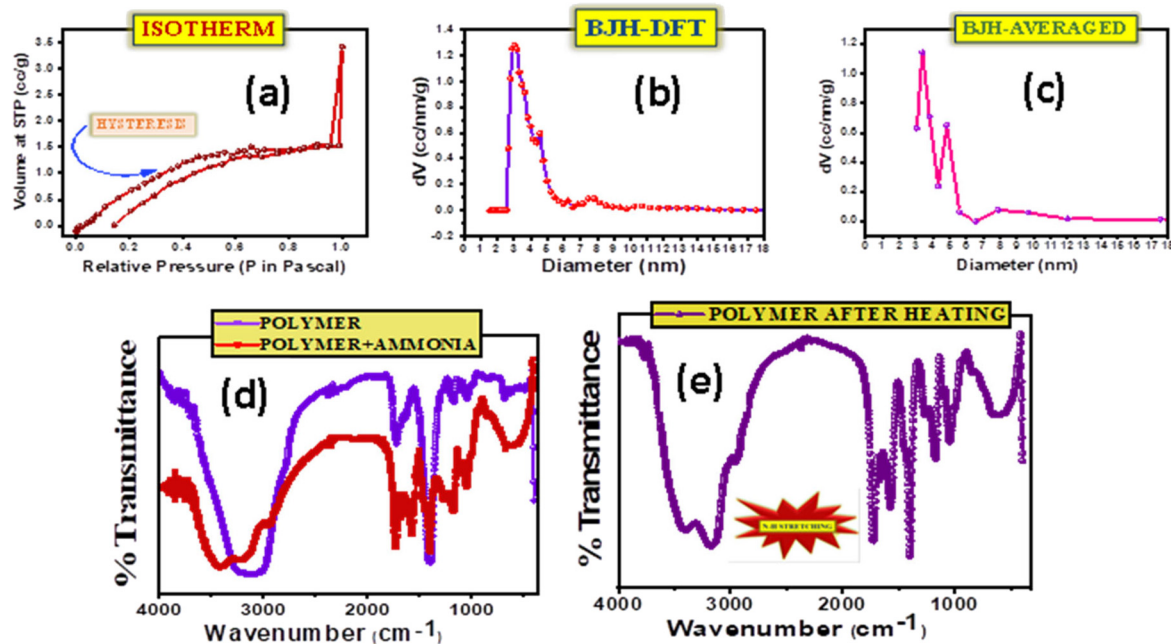 ISOTHERM
(a)
HYSTERESIS
Volume at STP (cc/g)
3.5
3.0
2.5
2.0
1.5
1.0
0.5
0.0
0.0 0.2 0.4 0.6 0.8 1.0
Relative Pressure (P in Pascal)
BJH-DFT
(b)
dV (cc/nm/g)
1.4
1.2
1.0
0.8
0.6
0.4
0.2
0.0
-0.2
0 1 2 3 4 5 6 7 8 9 10 11 12 13 14 15 16 17 18
Diameter (nm)
BJH-AVERAGED
(c)
dV (cc/nm/g)
1.2
1.0
0.8
0.6
0.4
0.2
0.0
0 1 2 3 4 5 6 7 8 9 10 11 12 13 14 15 16 17 18
Diameter (nm)
POLYMER
POLYMER+AMMONIA
(d)
% Transmittance
4000 3000 2000 1000
Wavenumber (cm-1)
POLYMER AFTER HEATING
(e)
N-H STRETCHING
% Transmittance
4000 3000 2000 1000
Wavenumber (cm-1)